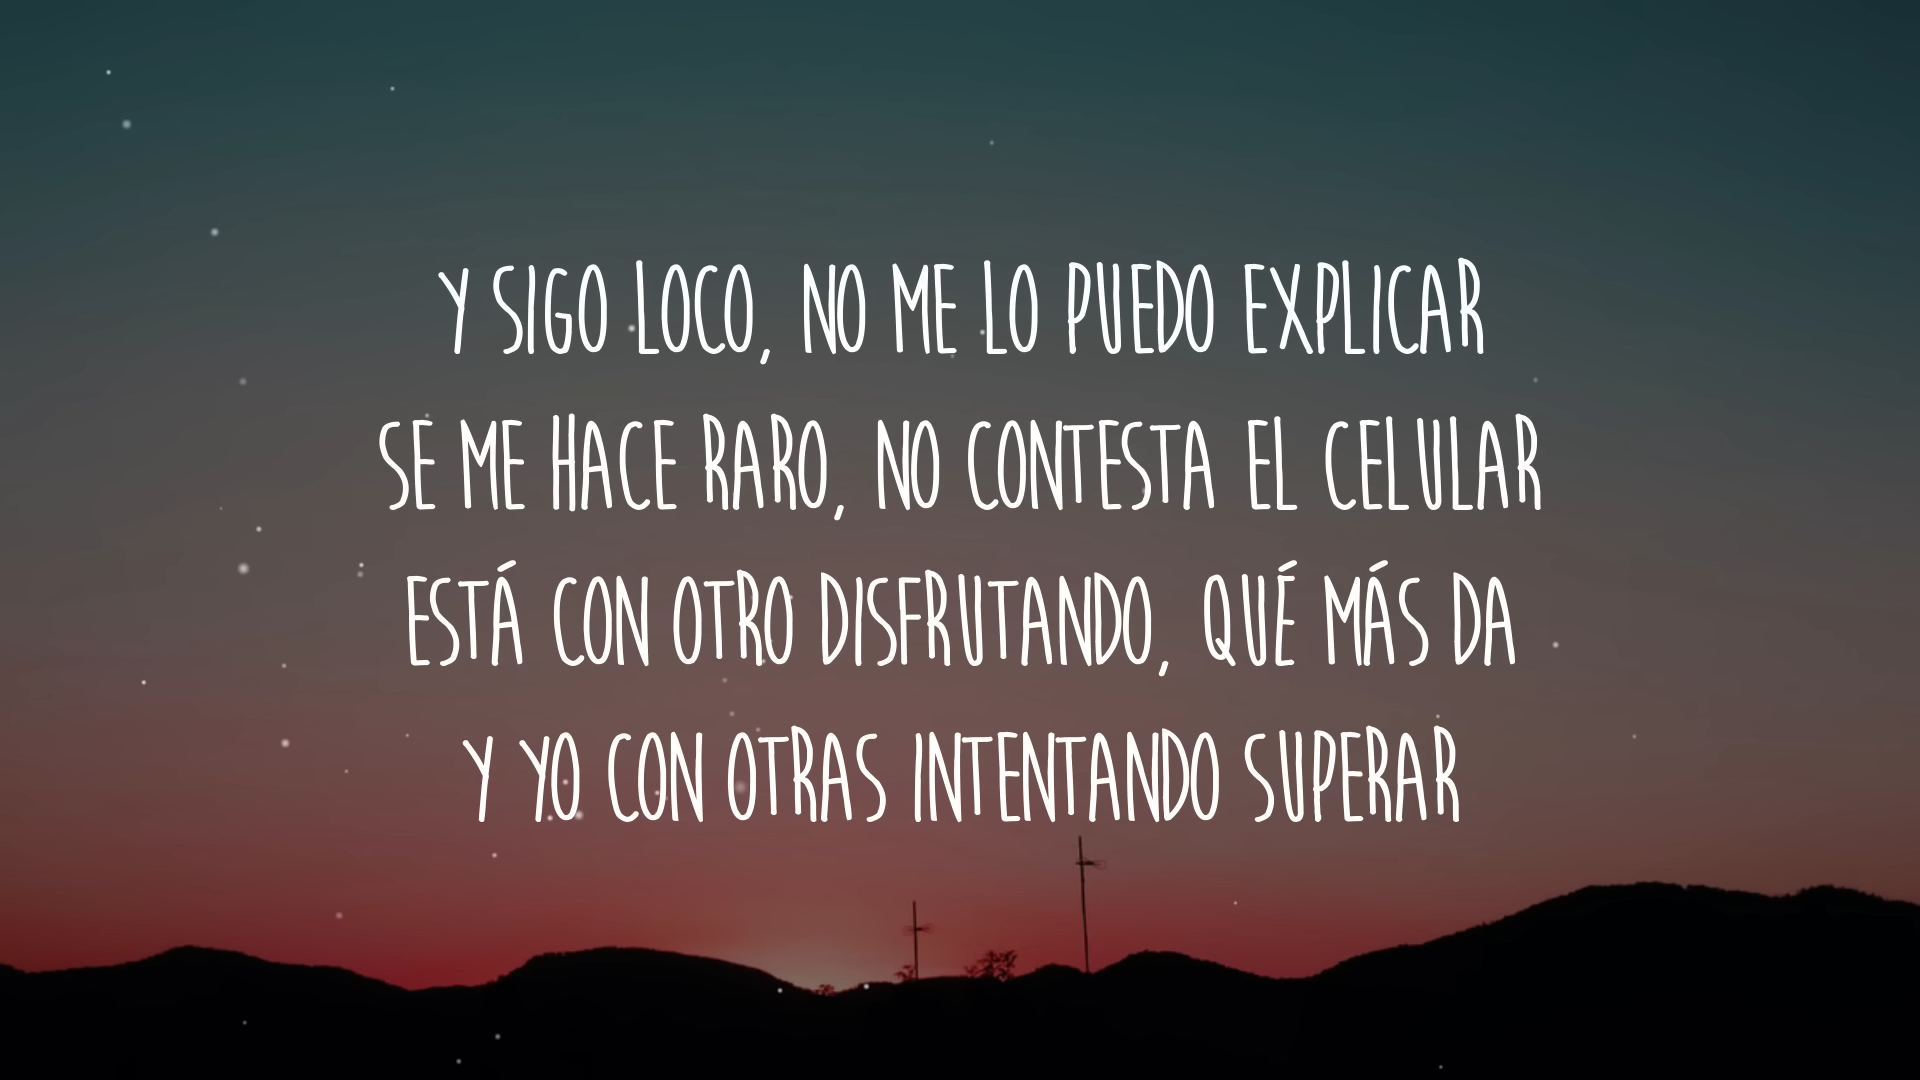 Y SIGO LOCO, NO ME LO PUEDO EXPLICAR
SE ME HACE RARO, NO CONTESTA EL CELULAR
ESTÁ CON OTRO DISFRUTANDO, QUÉ MÁS DA
Y YO CON OTRAS INTENTANDO SUPERAR